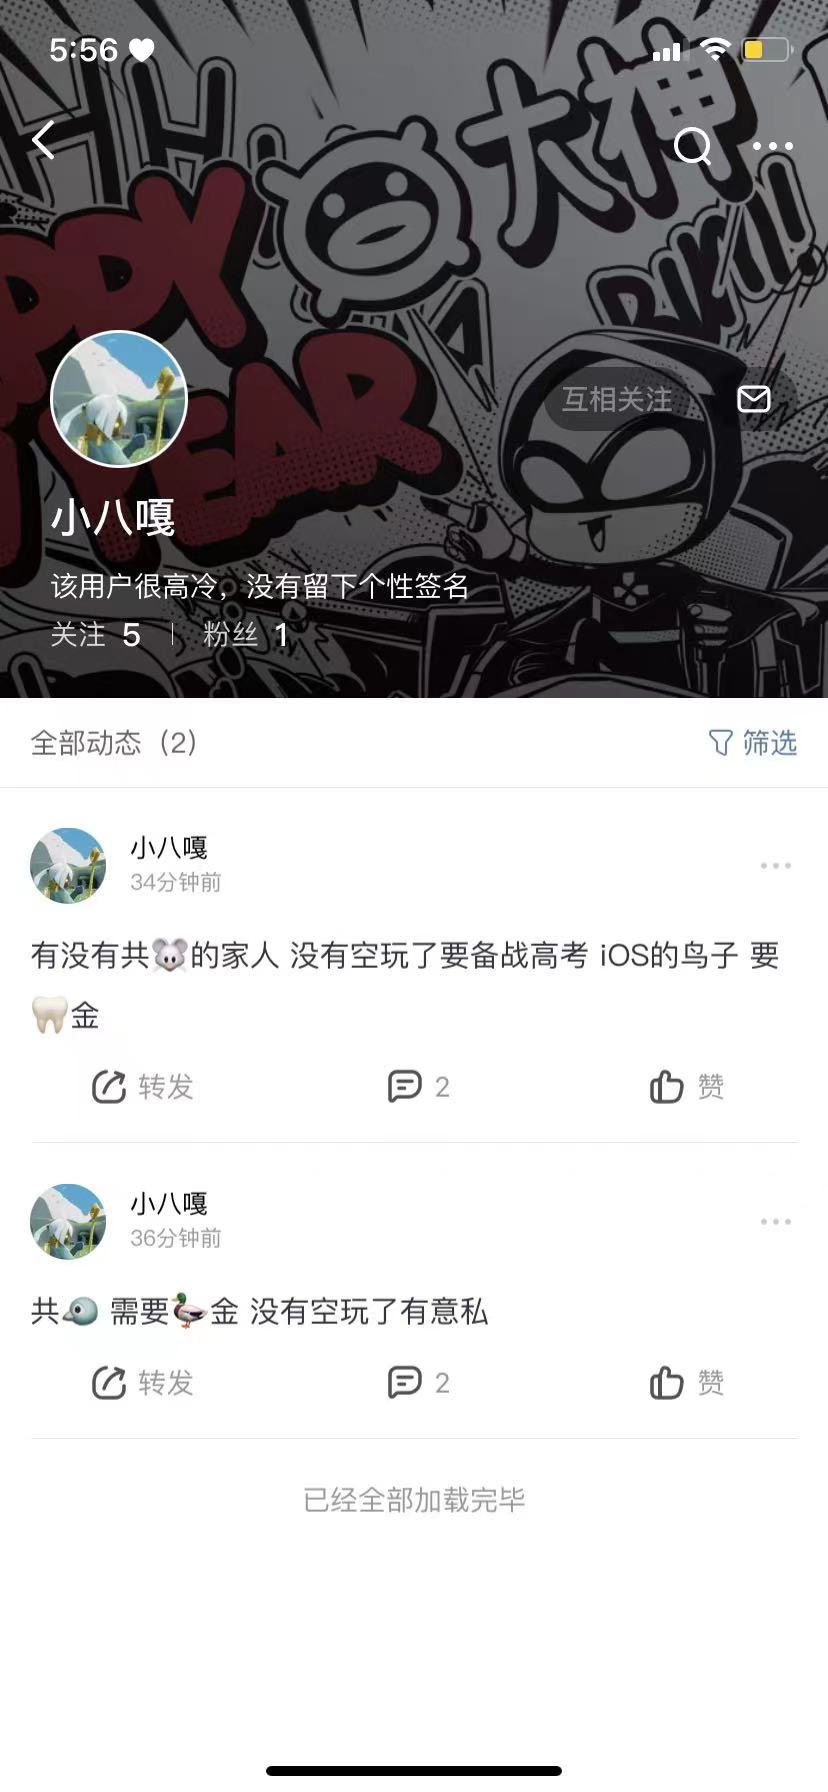 5:56
大神
HAPPY
YEAR
互相关注
小八嘎
该用户很高冷，没有留下个性签名
关注 5 | 粉丝 1
全部动态（2） 筛选
小八嘎
34分钟前
有没有共🐭的家人 没有空玩了要备战高考 iOS的鸟子 要
🦷金
转发 2 赞
小八嘎
36分钟前
共🐦 需要🦆金 没有空玩了有意私
转发 2 赞
已经全部加载完毕